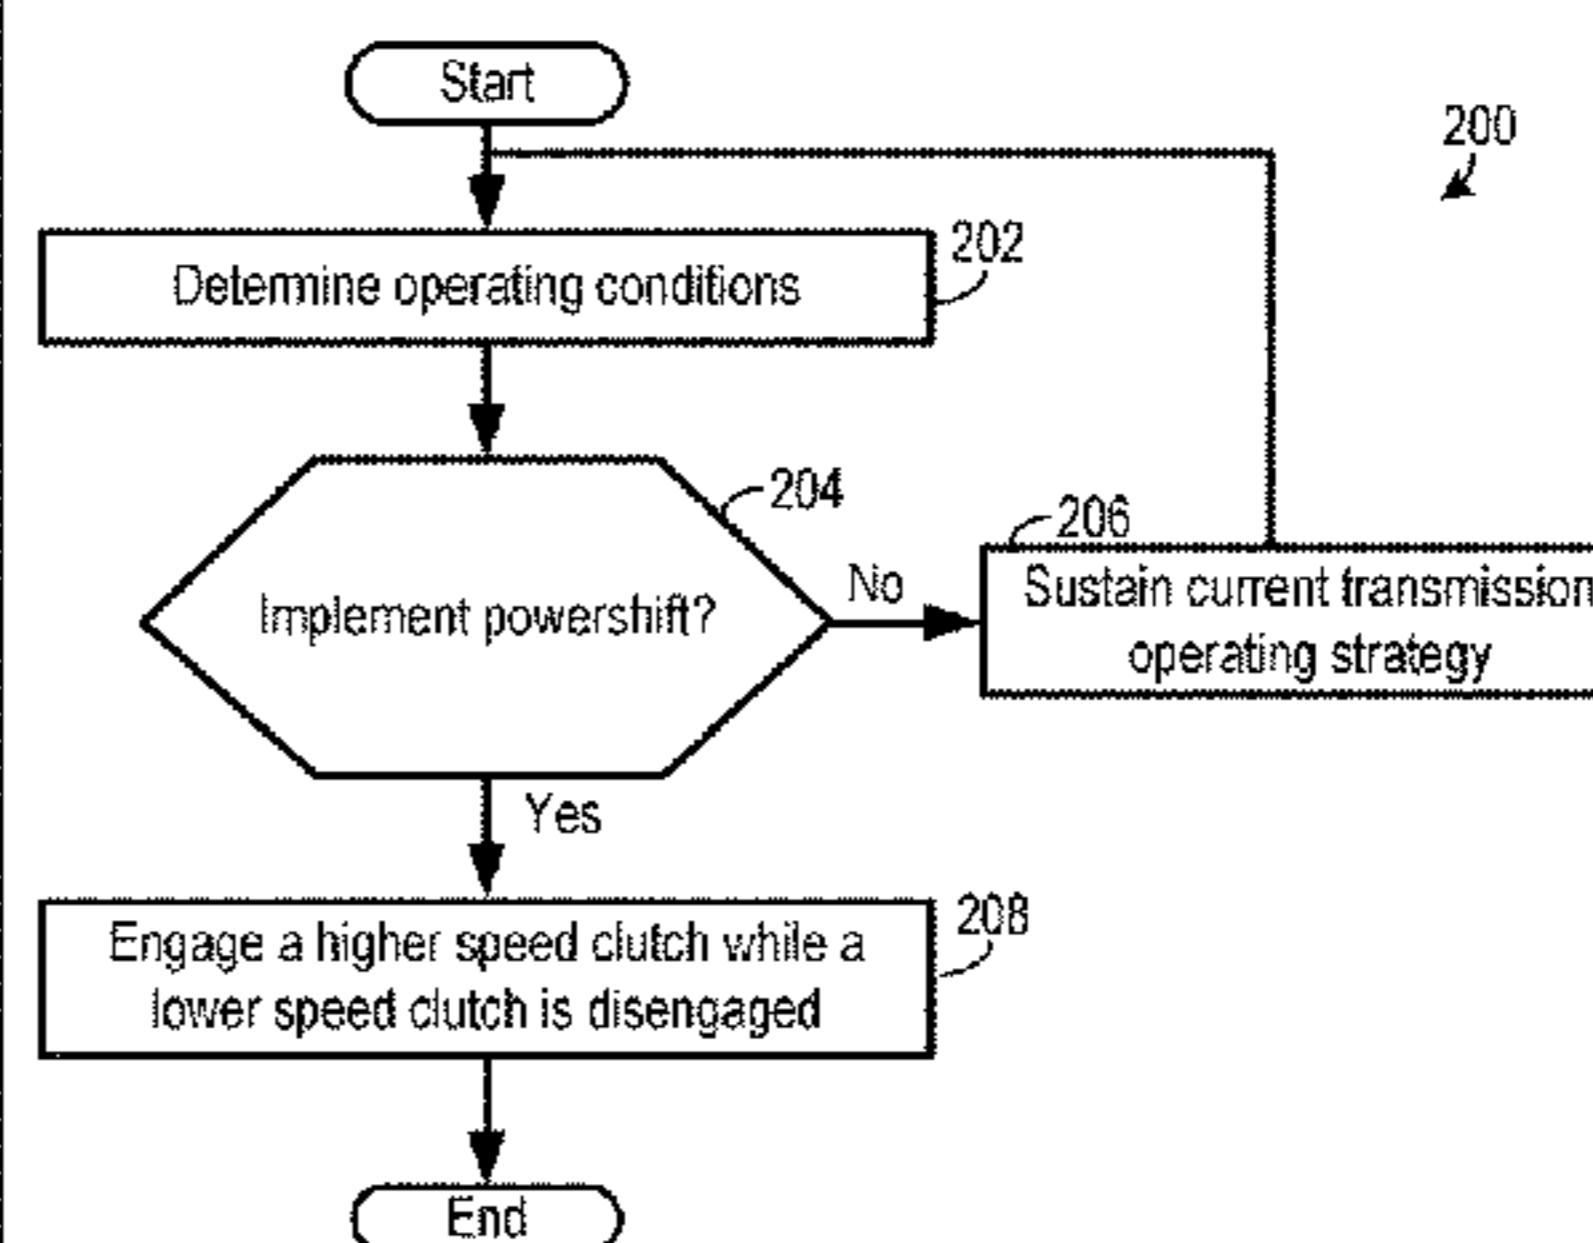 Start
200
202
Determine operating conditions
204
Implement powershift?
No
206
Sustain current transmission
operating strategy
Yes
208
Engage a higher speed clutch while a
lower speed clutch is disengaged
End